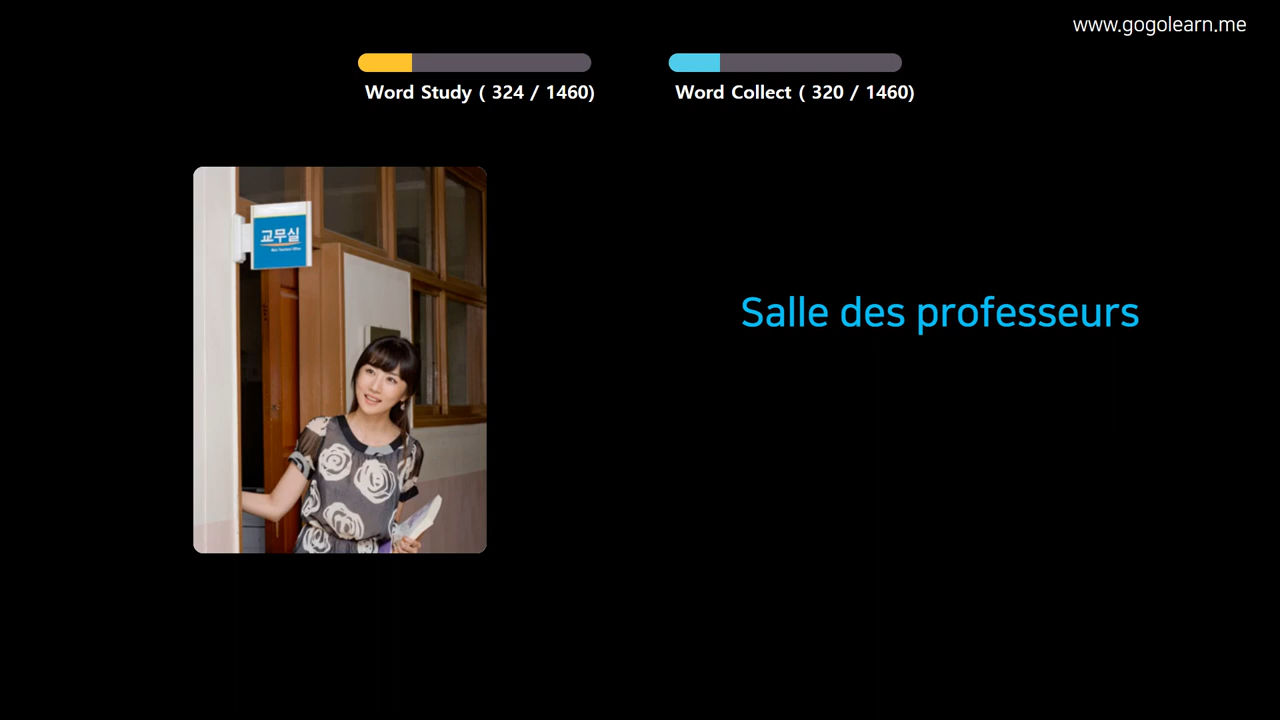 www.gogolearn.me
Word Study ( 324 / 1460)
Word Collect ( 320 / 1460)
교무실
Salle des professeurs